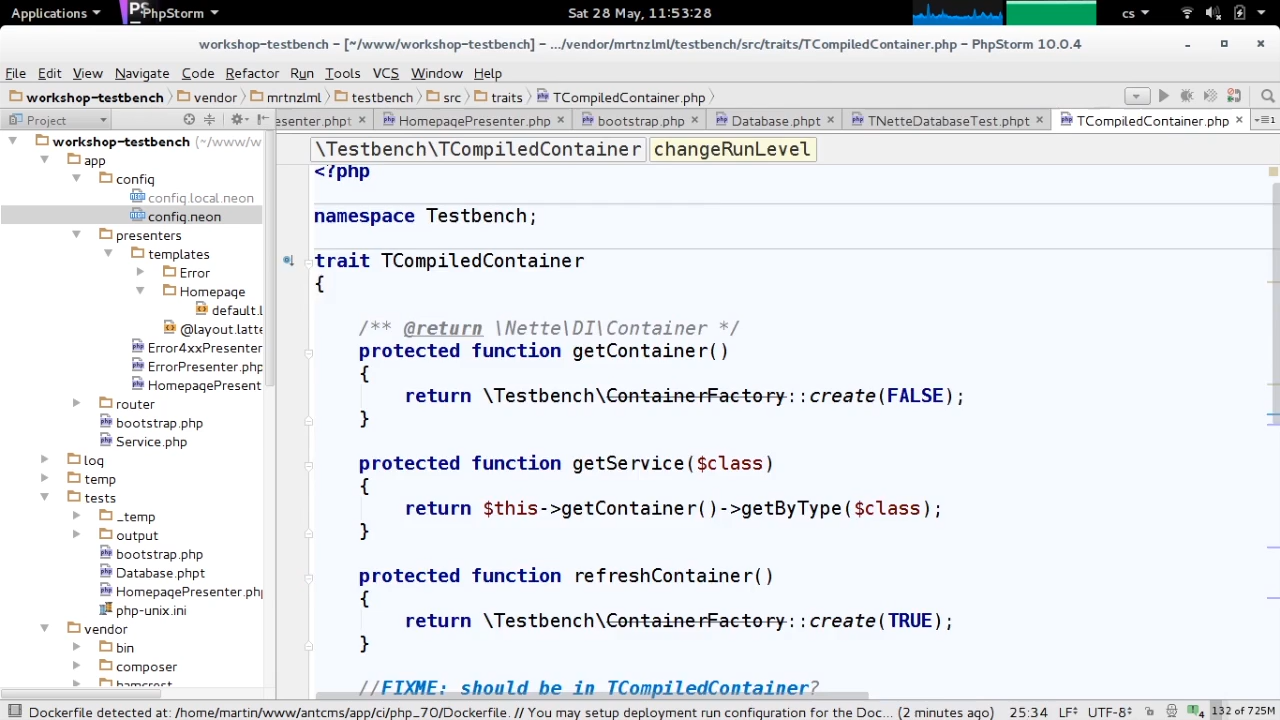 Applications
PhpStorm
Sat 28 May, 11:53:28
cs
workshop-testbench - [~/www/workshop-testbench] - .../vendor/mrtnzlml/testbench/src/traits/TCompiledContainer.php - PhpStorm 10.0.4
File Edit View Navigate Code Refactor Run Tools VCS Window Help
workshop-testbench vendor mrtnzlml testbench src traits TCompiledContainer.php
Project
esenter.phpt HomepagePresenter.php bootstrap.php Database.phpt TNetteDatabaseTest.phpt TCompiledContainer.php
workshop-testbench (~/www/w
app
config
config.local.neon
config.neon
presenters
templates
Error
Homepage
default.l
@layout.latte
Error4xxPresenter
ErrorPresenter.php
HomepagePresent
router
bootstrap.php
Service.php
log
temp
tests
_temp
output
bootstrap.php
Database.phpt
HomepagePresenter.ph
php-unix.ini
vendor
bin
composer
hamcrest
\Testbench\TCompiledContainer changeRunLevel
<?php
namespace Testbench;
trait TCompiledContainer
{
/** @return \Nette\DI\Container */
protected function getContainer()
{
return \Testbench\ContainerFactory::create(FALSE);
}
protected function getService($class)
{
return $this->getContainer()->getByType($class);
}
protected function refreshContainer()
{
return \Testbench\ContainerFactory::create(TRUE);
}
//FIXME: should be in TCompiledContainer?
Dockerfile detected at: /home/martin/www/antcms/app/ci/php_70/Dockerfile. // You may setup deployment run configuration for the Doc... (2 minutes ago) 25:34 LF÷ UTF-8÷ 4 132 of 725M